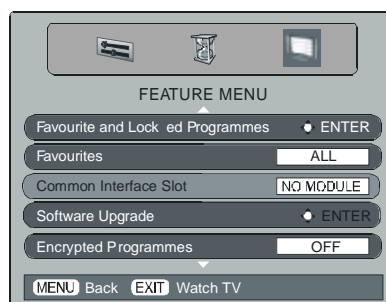 FEATURE MENU
Favourite and Lock ed Programmes ENTER
Favourites ALL
Common Interface Slot NO MODULE
Software Upgrade ENTER
Encrypted Programmes OFF
MENU Back EXIT Watch TV